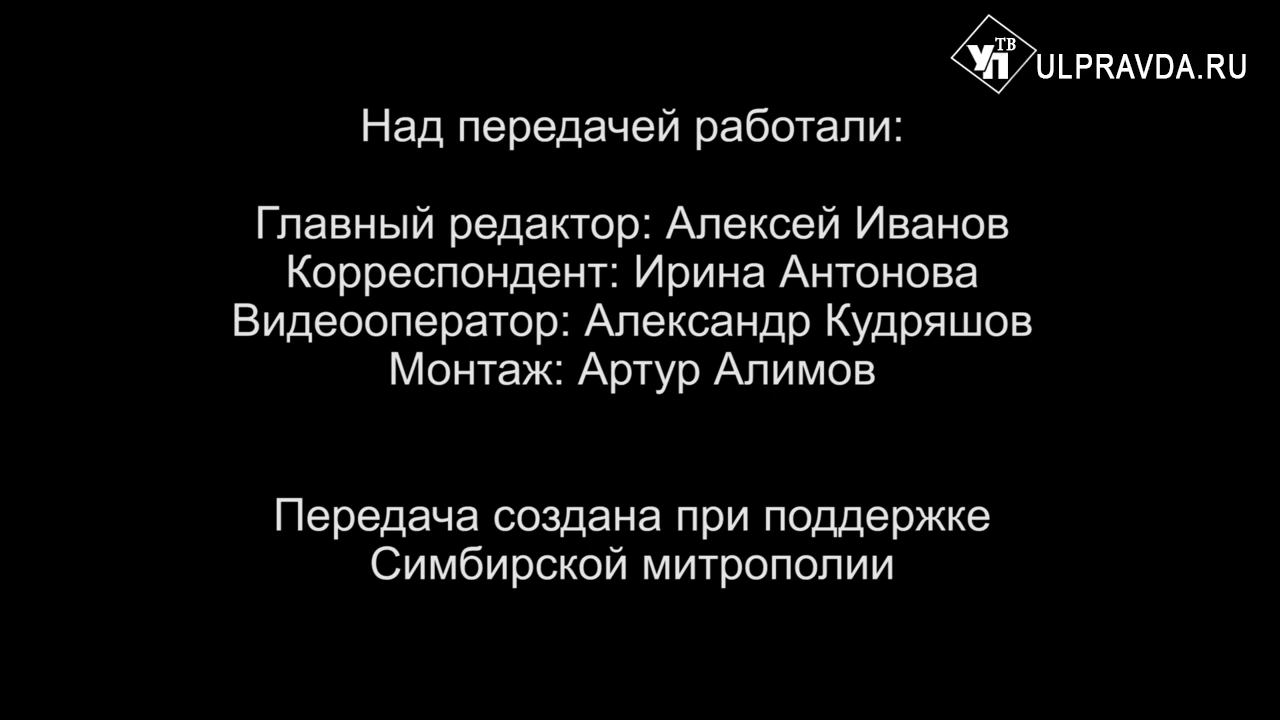 УП ТВ ULPRAVDA.RU
Над передачей работали:
Главный редактор: Алексей Иванов
Корреспондент: Ирина Антонова
Видеооператор: Александр Кудряшов
Монтаж: Артур Алимов
Передача создана при поддержке
Симбирской митрополии